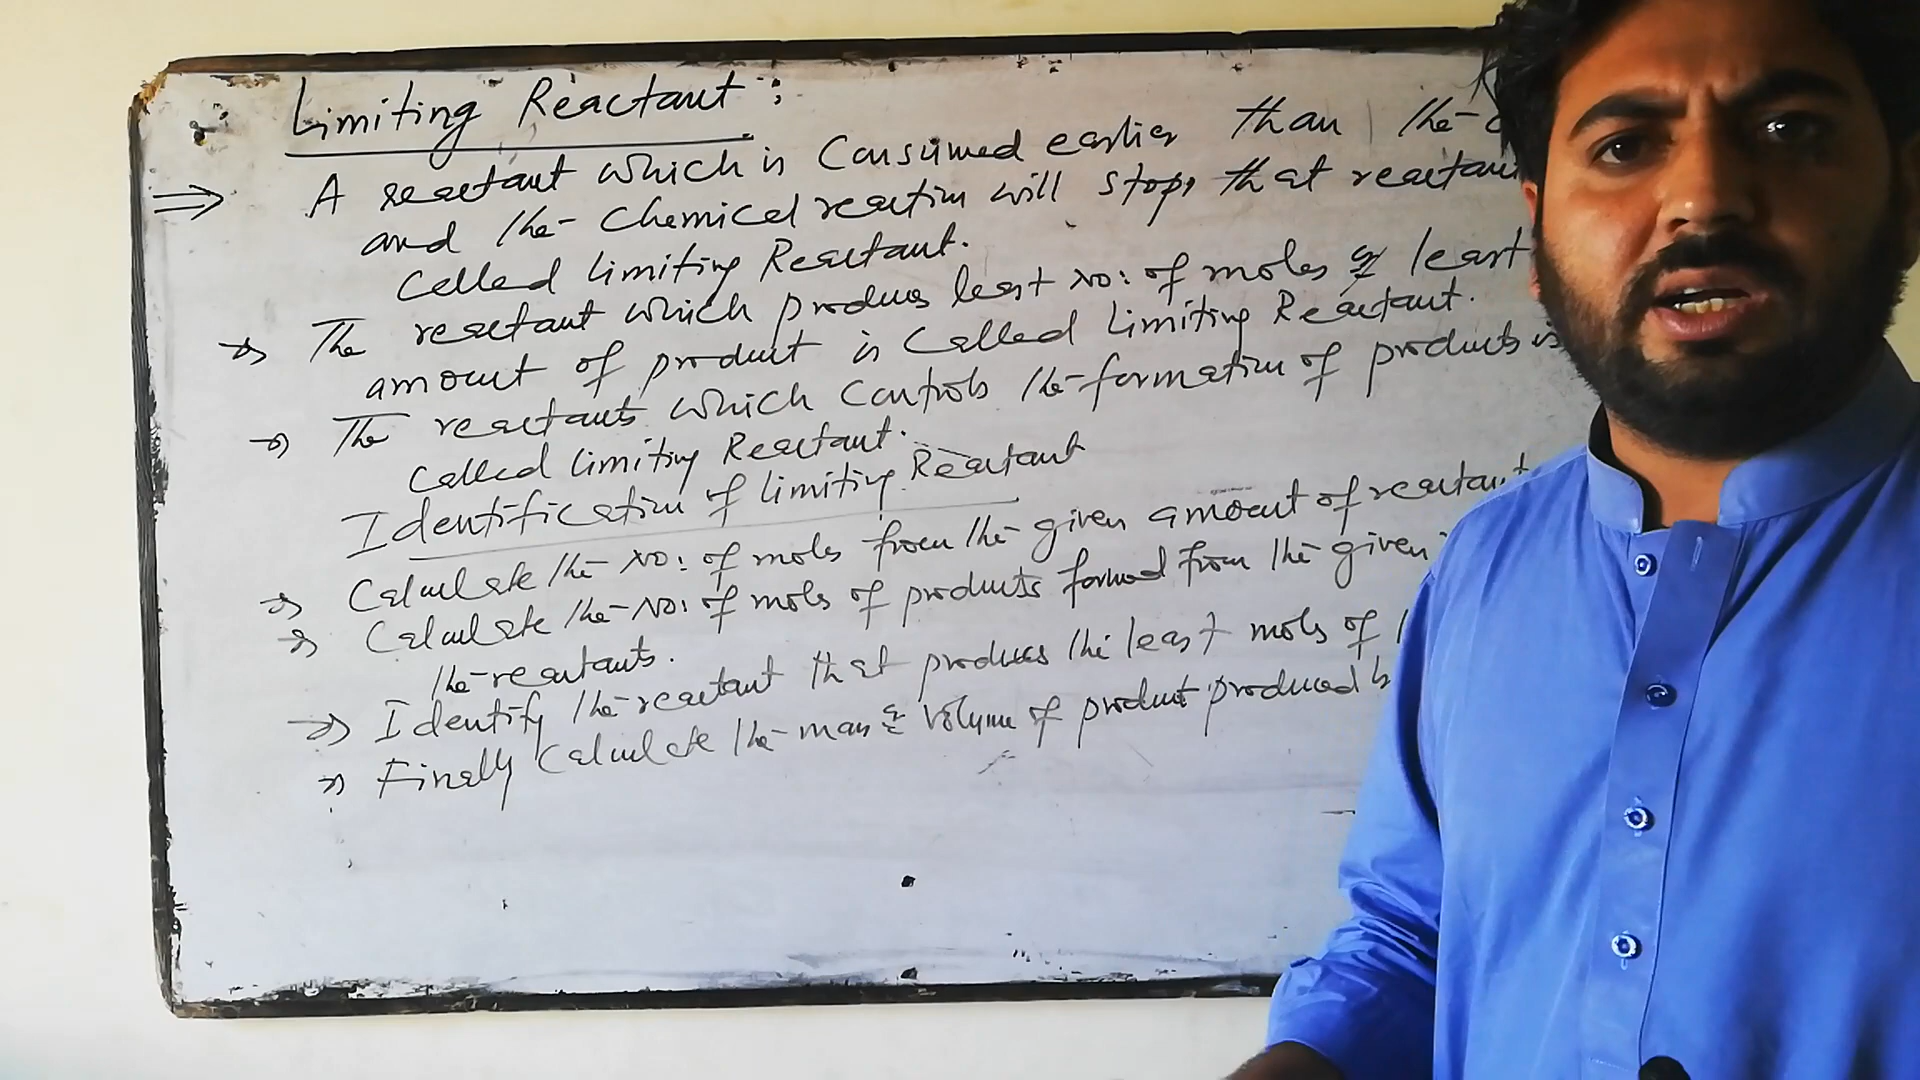 Limiting Reactant :
⇒ A reactant which is Consumed earlier than the
and the Chemical reaction will stop, that reactant
Called limiting Reactant.
⇒ The reactant which produces least No: of moles & least
amount of product is Called Limiting Reactant.
⇒ The reactants which Controls the formation of products is
Called limiting Reactant.
Identification of limiting Reactant
⇒ Calculate the No: of moles from the given amount of reactant
⇒ Calculate the No: of mols of products formed from the given
the reactants.
⇒ Identify the reactant that produces the least mols of
⇒ Finally Calculate the mass & volume of product produced b